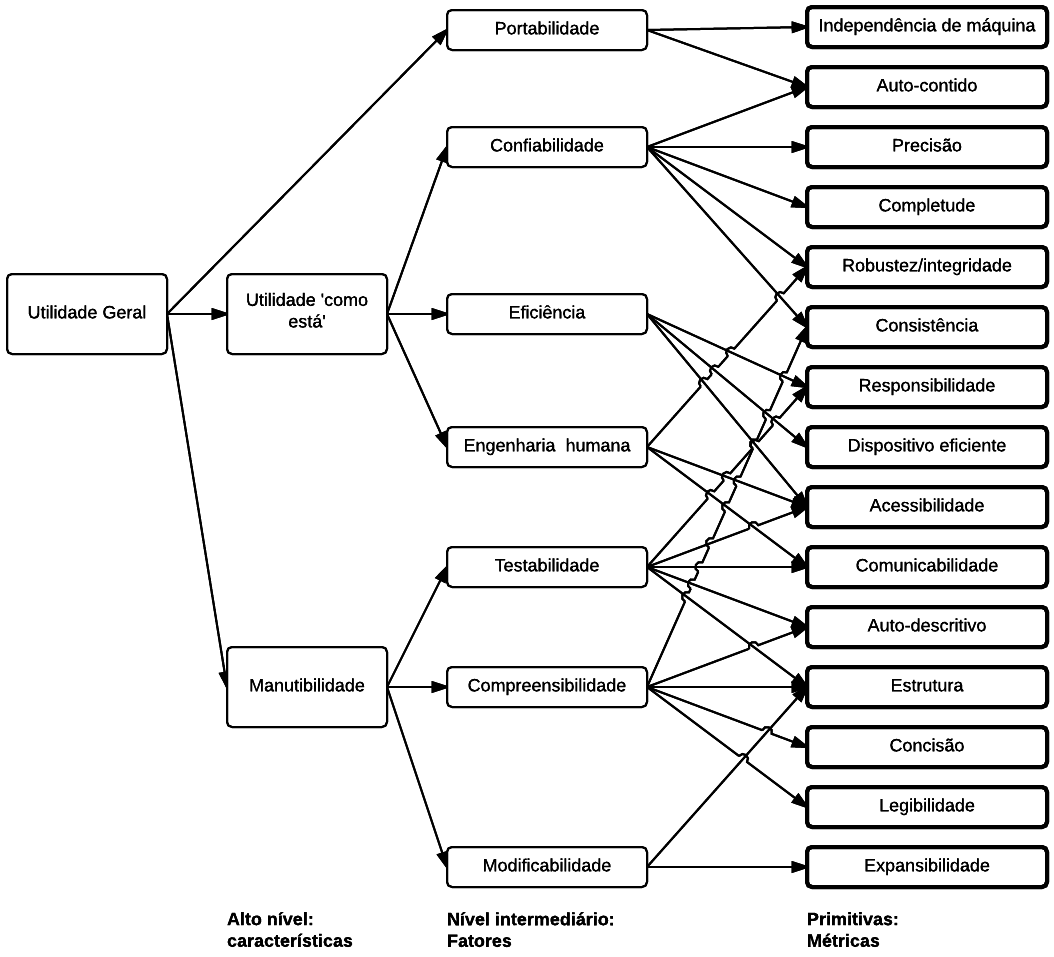 Portabilidade
Independência de máquina
Auto-contido
Confiabilidade
Precisão
Completude
Robustez/integridade
Utilidade Geral
Utilidade 'como
está'
Eficiência
Consistência
Responsibilidade
Engenharia humana
Dispositivo eficiente
Acessibilidade
Testabilidade
Comunicabilidade
Auto-descritivo
Manutibilidade
Compreensibilidade
Estrutura
Concisão
Legibilidade
Modificabilidade
Expansibilidade
Alto nível:
características
Nível intermediário:
Fatores
Primitivas:
Métricas